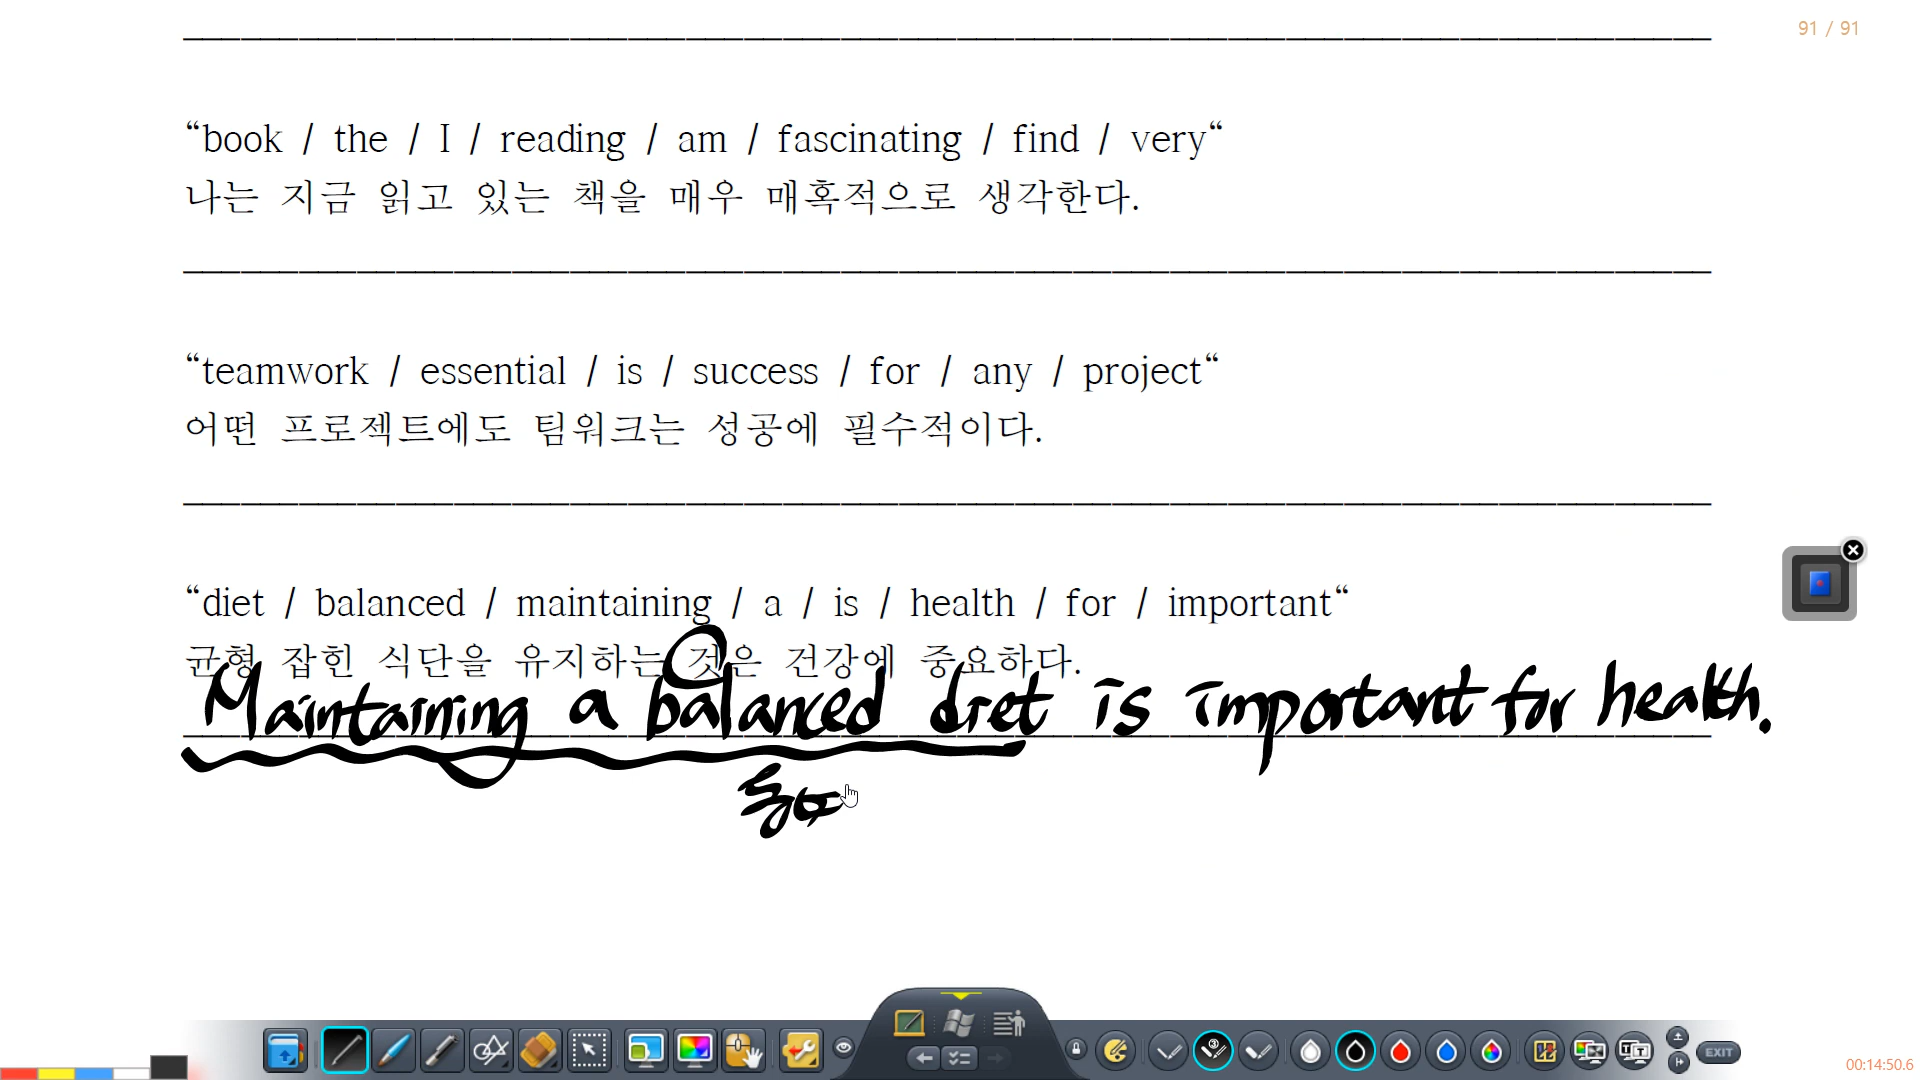 91 / 91
“book / the / I / reading / am / fascinating / find / very“
나는 지금 읽고 있는 책을 매우 매혹적으로 생각한다.
“teamwork / essential / is / success / for / any / project“
어떤 프로젝트에도 팀워크는 성공에 필수적이다.
“diet / balanced / maintaining / a / is / health / for / important“
균형 잡힌 식단을 유지하는 것은 건강에 중요하다.
Maintaining a balanced diet is important for health.
EXIT
00:14:50.6